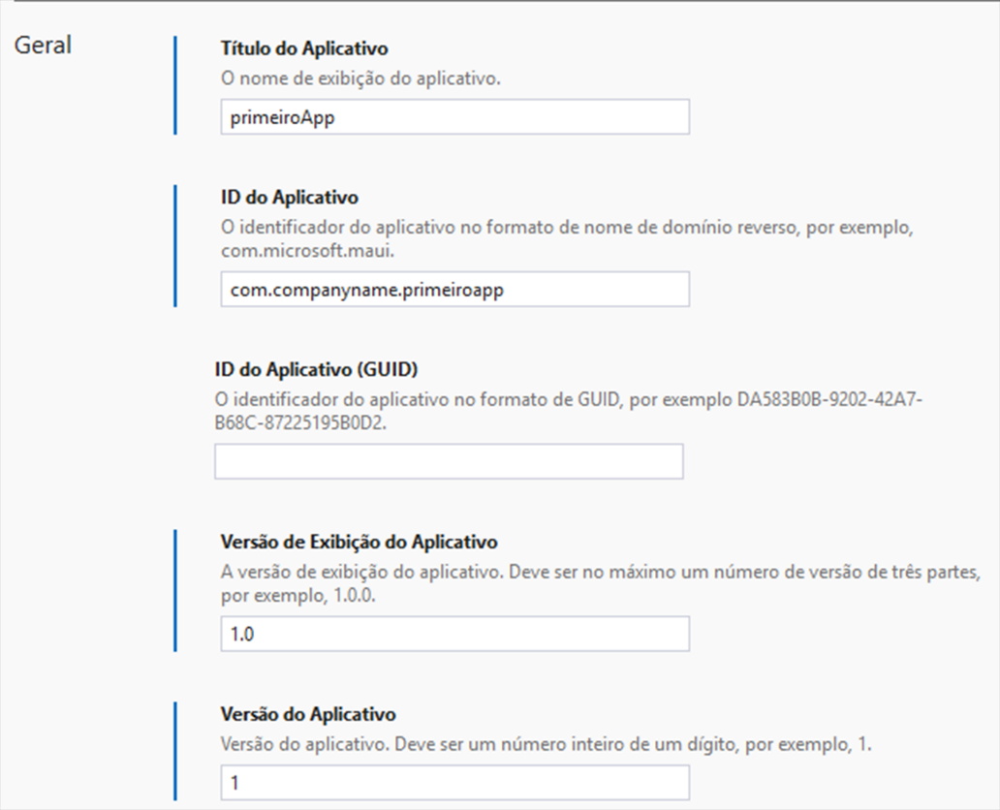 Geral
Título do Aplicativo
O nome de exibição do aplicativo.
primeiroApp
ID do Aplicativo
O identificador do aplicativo no formato de nome de domínio reverso, por exemplo,
com.microsoft.maui.
com.companyname.primeiroapp
ID do Aplicativo (GUID)
O identificador do aplicativo no formato de GUID, por exemplo DA583B0B-9202-42A7-
B68C-87225195B0D2.
Versão de Exibição do Aplicativo
A versão de exibição do aplicativo. Deve ser no máximo um número de versão de três partes,
por exemplo, 1.0.0.
1.0
Versão do Aplicativo
Versão do aplicativo. Deve ser um número inteiro de um dígito, por exemplo, 1.
1